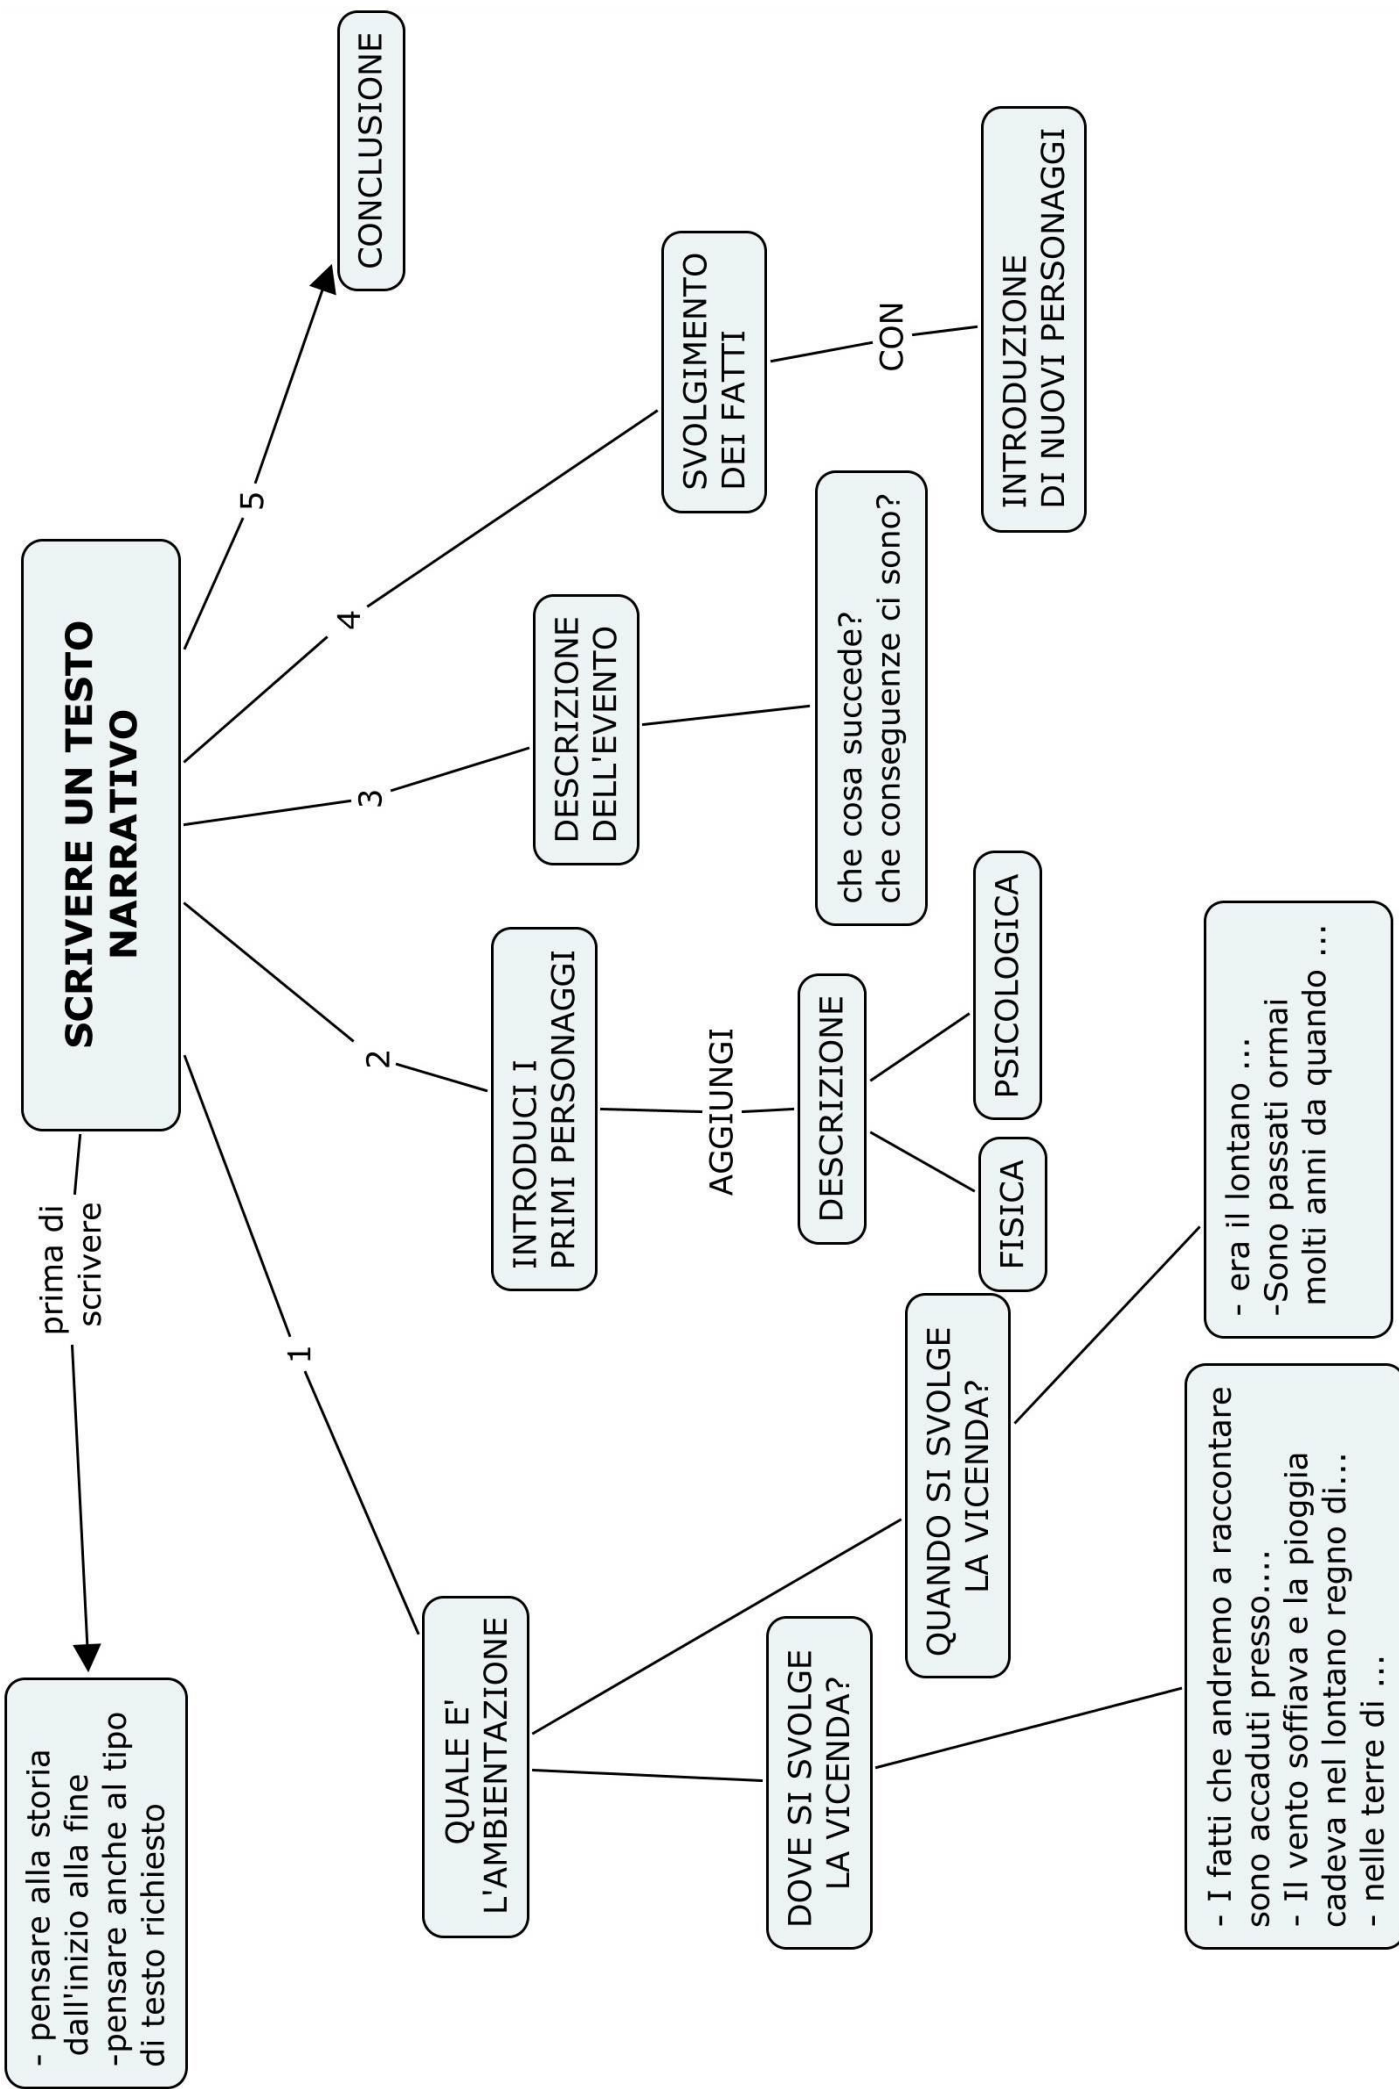 SCRIVERE UN TESTO
NARRATIVO
prima di
scrivere
- pensare alla storia
dall'inizio alla fine
-pensare anche al tipo
di testo richiesto
1
QUALE E'
L'AMBIENTAZIONE
DOVE SI SVOLGE
LA VICENDA?
- I fatti che andremo a raccontare
sono accaduti presso....
- Il vento soffiava e la pioggia
cadeva nel lontano regno di...
- nelle terre di ...
QUANDO SI SVOLGE
LA VICENDA?
- era il lontano ...
-Sono passati ormai
molti anni da quando ...
2
INTRODUCI I
PRIMI PERSONAGGI
AGGIUNGI
DESCRIZIONE
FISICA
PSICOLOGICA
3
DESCRIZIONE
DELL'EVENTO
che cosa succede?
che conseguenze ci sono?
4
SVOLGIMENTO
DEI FATTI
CON
INTRODUZIONE
DI NUOVI PERSONAGGI
5
CONCLUSIONE